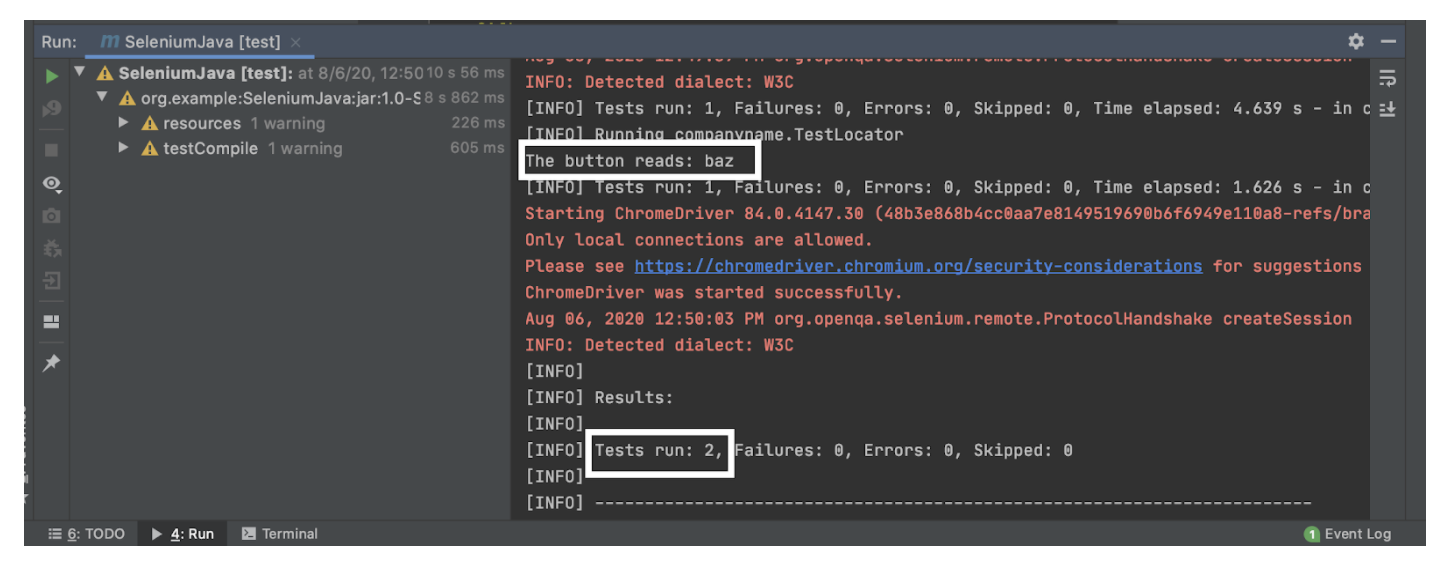 Run: m SeleniumJava [test] ×
SeleniumJava [test]: at 8/6/20, 12:50 10 s 56 ms
org.example:SeleniumJava:jar:1.0-S 8 s 862 ms
resources 1 warning 226 ms
testCompile 1 warning 605 ms
INFO: Detected dialect: W3C
[INFO] Tests run: 1, Failures: 0, Errors: 0, Skipped: 0, Time elapsed: 4.639 s - in c
[INFO] Running companyname.TestLocator
The button reads: baz
[INFO] Tests run: 1, Failures: 0, Errors: 0, Skipped: 0, Time elapsed: 1.626 s - in c
Starting ChromeDriver 84.0.4147.30 (48b3e868b4cc0aa7e8149519690b6f6949e110a8-refs/bra
Only local connections are allowed.
Please see https://chromedriver.chromium.org/security-considerations for suggestions
ChromeDriver was started successfully.
Aug 06, 2020 12:50:03 PM org.openqa.selenium.remote.ProtocolHandshake createSession
INFO: Detected dialect: W3C
[INFO]
[INFO] Results:
[INFO]
[INFO] Tests run: 2, Failures: 0, Errors: 0, Skipped: 0
[INFO]
[INFO] ------------------------------------------------------------------------
6: TODO 4: Run Terminal 1 Event Log